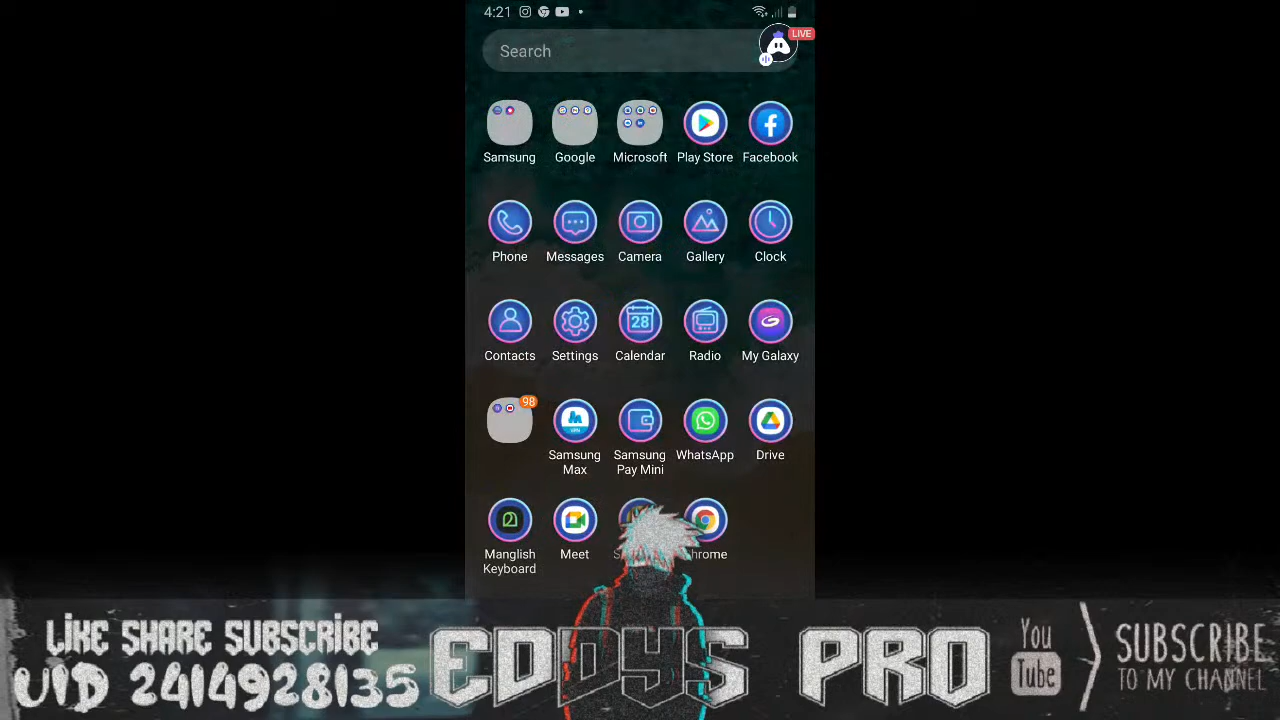 4:21
LIVE
Search
Samsung Google Microsoft Play Store Facebook
Phone Messages Camera Gallery Clock
28
Contacts Settings Calendar Radio My Galaxy
98
VPN
Samsung Max
Samsung Pay Mini
WhatsApp Drive
Manglish Keyboard
Meet
hrome
LIKE SHARE SUBSCRIBE
UID 2414928135
EDDYS PRO
You Tube
SUBSCRIBE
TO MY CHANNEL